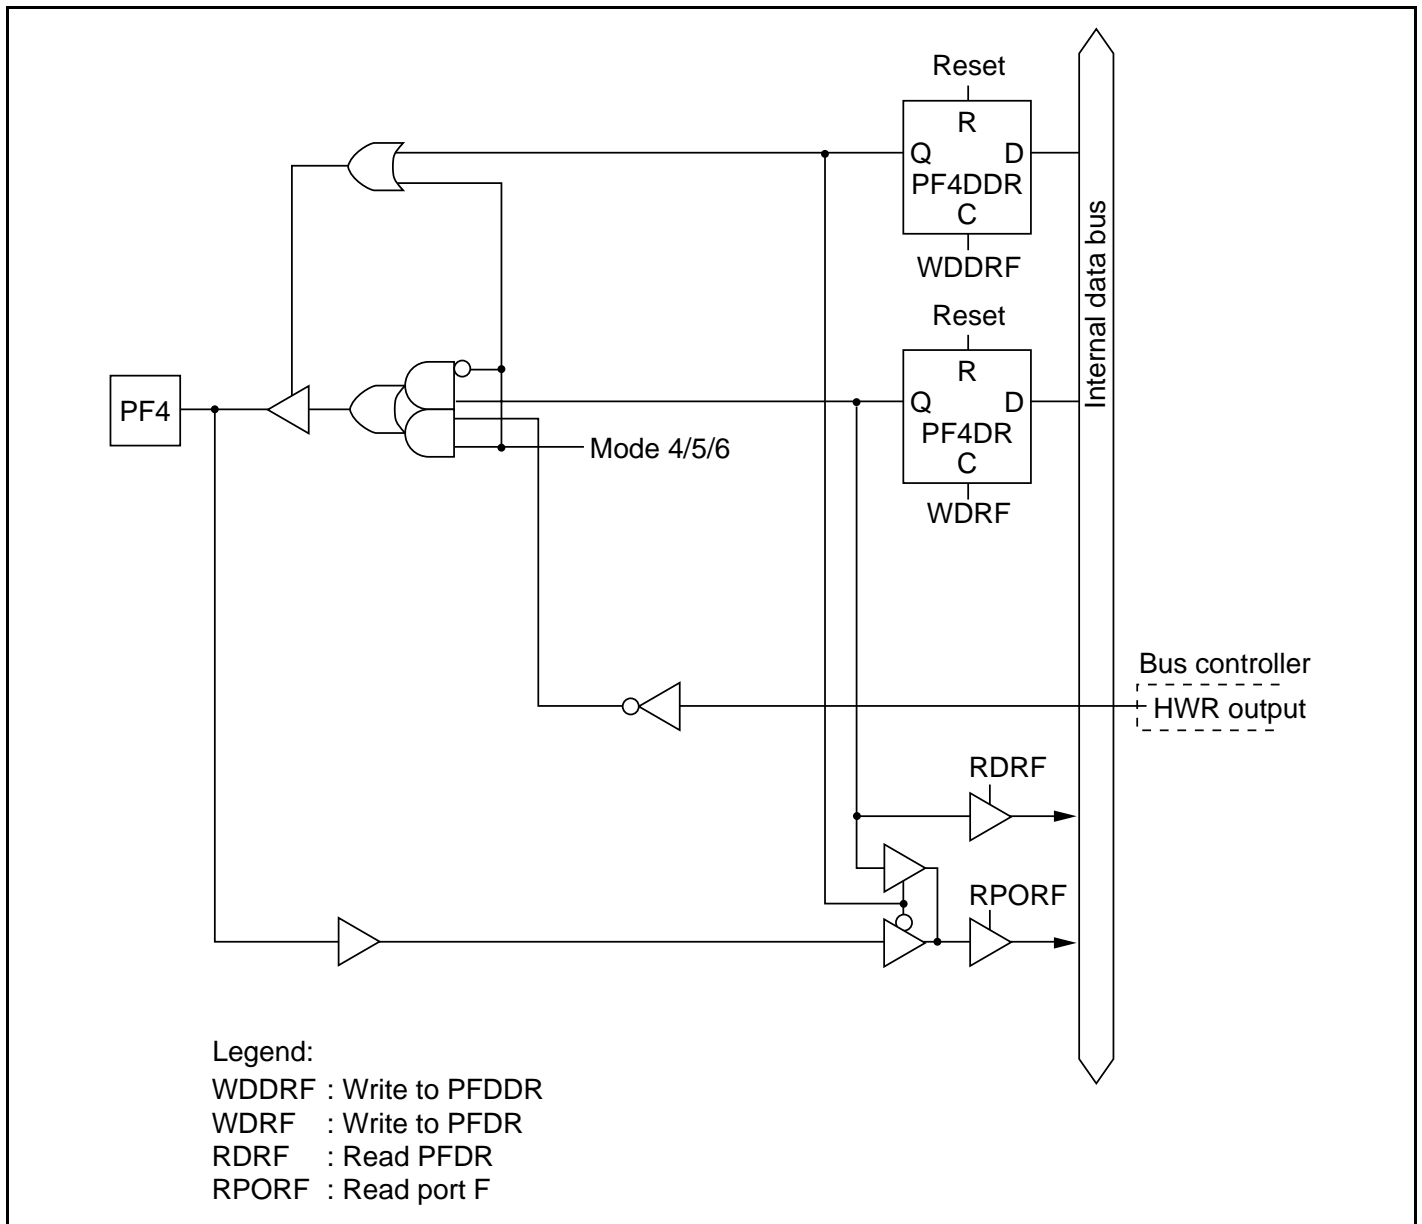 Reset
R
Q D
PF4DDR
C
WDDRF
Internal data bus
Reset
R
Q D
PF4DR
C
WDRF
PF4
Mode 4/5/6
Bus controller
HWR output
RDRF
RPORF
Legend:
WDDRF : Write to PFDDR
WDRF : Write to PFDR
RDRF : Read PFDR
RPORF : Read port F